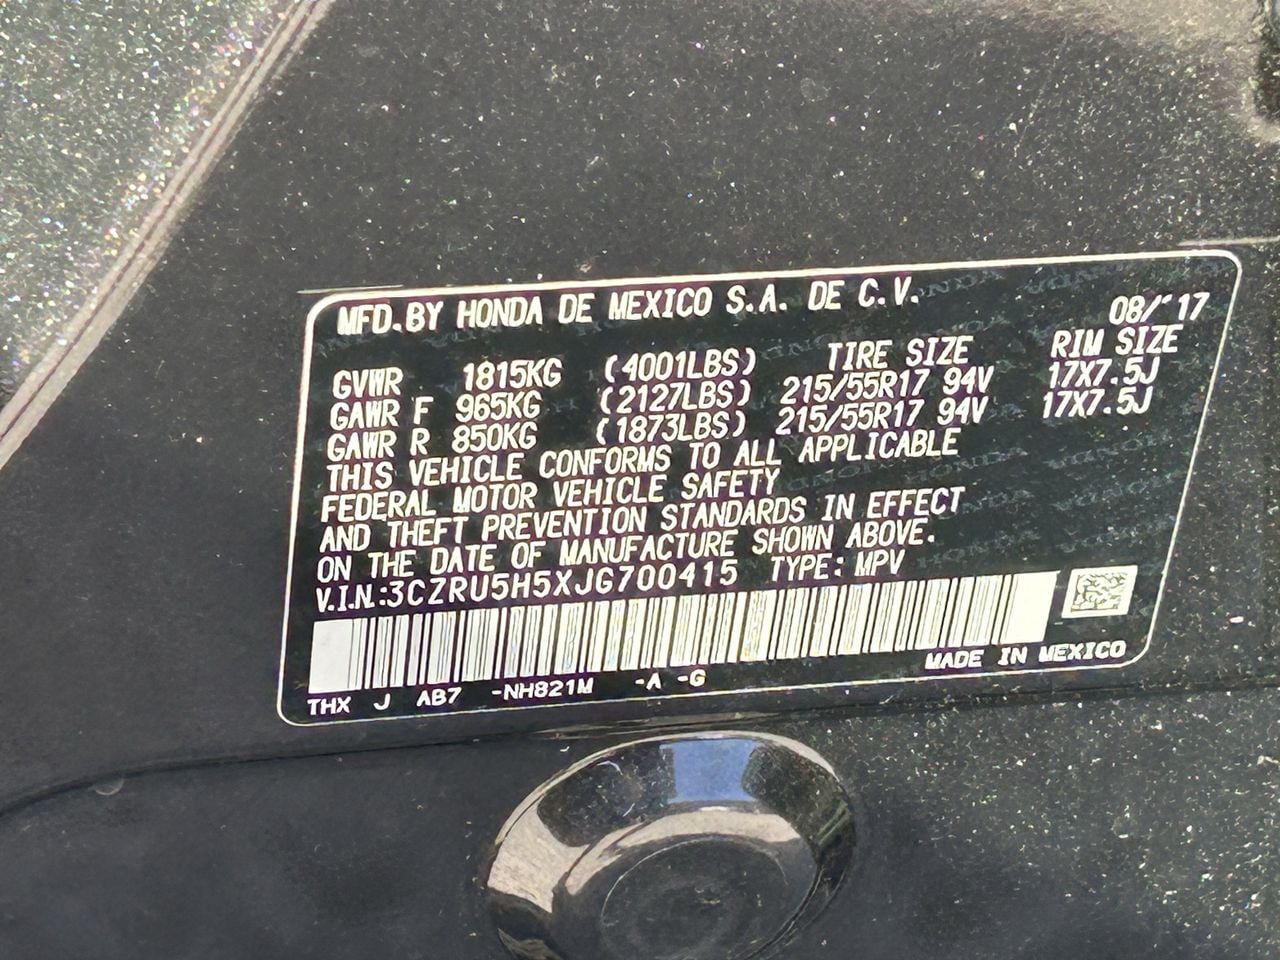 MFD.BY HONDA DE MEXICO S.A. DE C.V.
08/17
GVWR 1815KG (4001LBS) TIRE SIZE RIM SIZE
GAWR F 965KG (2127LBS) 215/55R17 94V 17X7.5J
GAWR R 850KG (1873LBS) 215/55R17 94V 17X7.5J
THIS VEHICLE CONFORMS TO ALL APPLICABLE
FEDERAL MOTOR VEHICLE SAFETY
AND THEFT PREVENTION STANDARDS IN EFFECT
ON THE DATE OF MANUFACTURE SHOWN ABOVE.
V.I.N.:3CZRU5H5XJG700415 TYPE: MPV
MADE IN MEXICO
THX J AB7 -NH821M -A -G